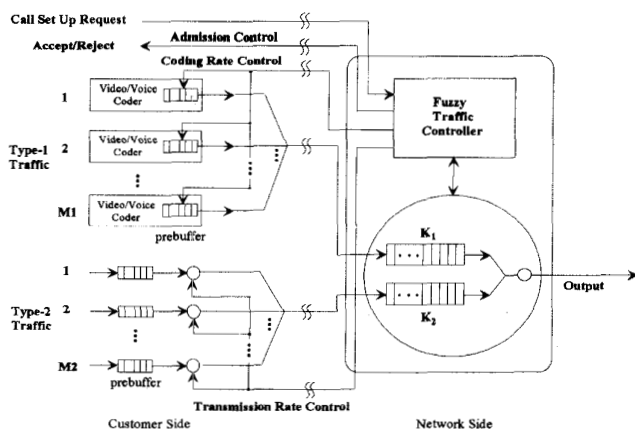 Call Set Up Request
Accept/Reject
Admission Control
Coding Rate Control
1
Video/Voice
Coder
Type-1
Traffic
2
Video/Voice
Coder
M1
Video/Voice
Coder
prebuffer
1
Type-2
Traffic
2
M2
prebuffer
Transmission Rate Control
Customer Side
Fuzzy
Traffic
Controller
K1
K2
Output
Network Side